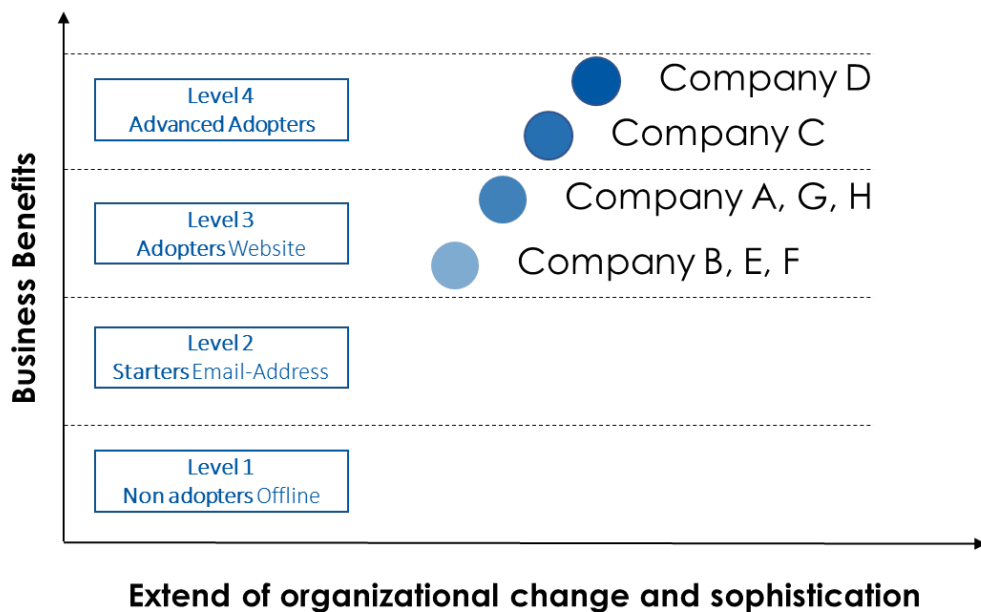 Business Benefits
Level 4
Advanced Adopters
Company D
Company C
Level 3
Adopters Website
Company A, G, H
Company B, E, F
Level 2
Starters Email-Address
Level 1
Non adopters Offline
Extend of organizational change and sophistication